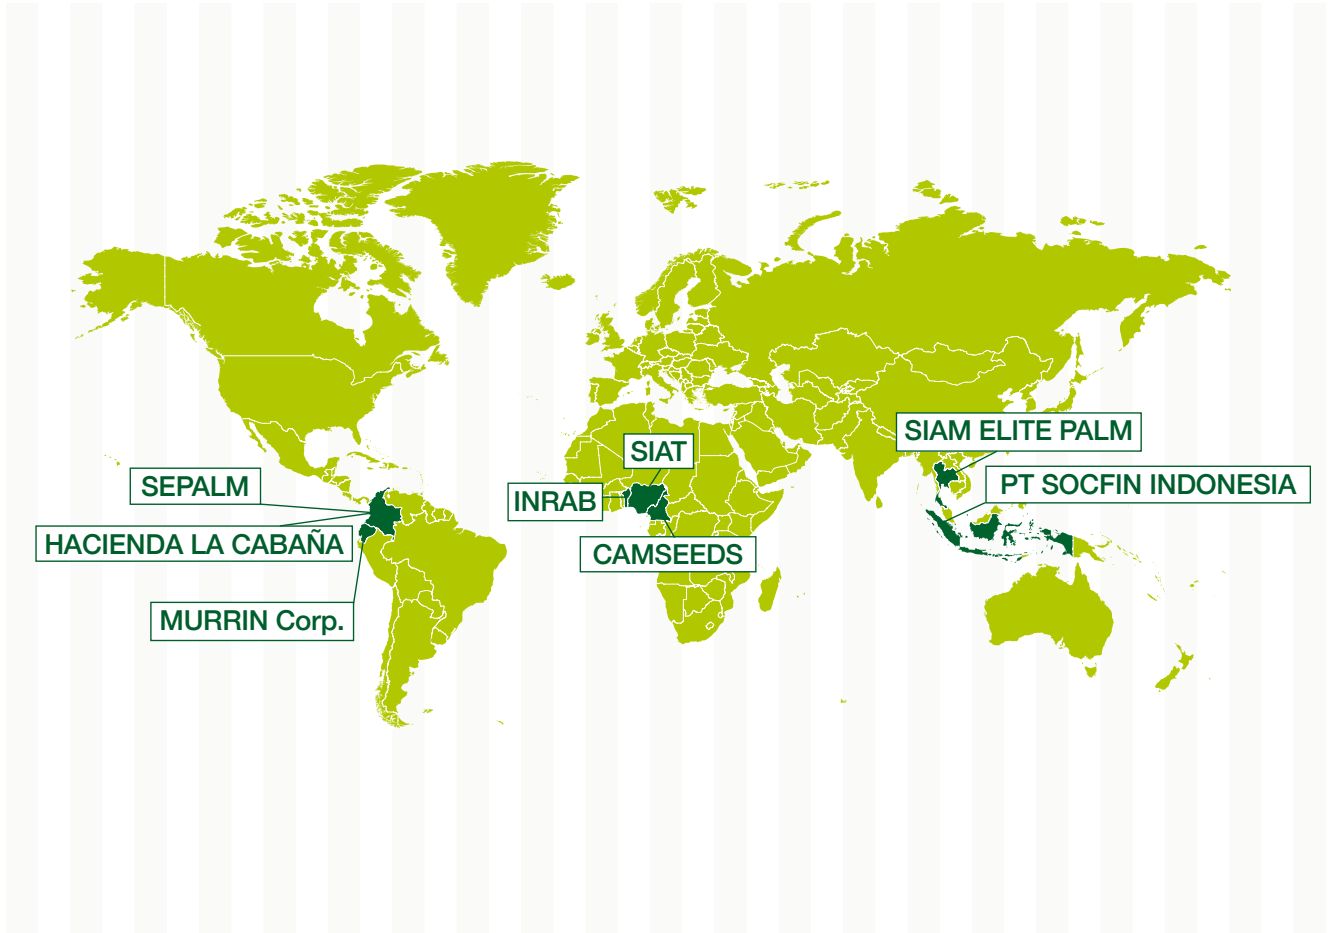 SIAM ELITE PALM
SIAT
PT SOCFIN INDONESIA
SEPALM
INRAB
HACIENDA LA CABAÑA
CAMSEEDS
MURRIN Corp.